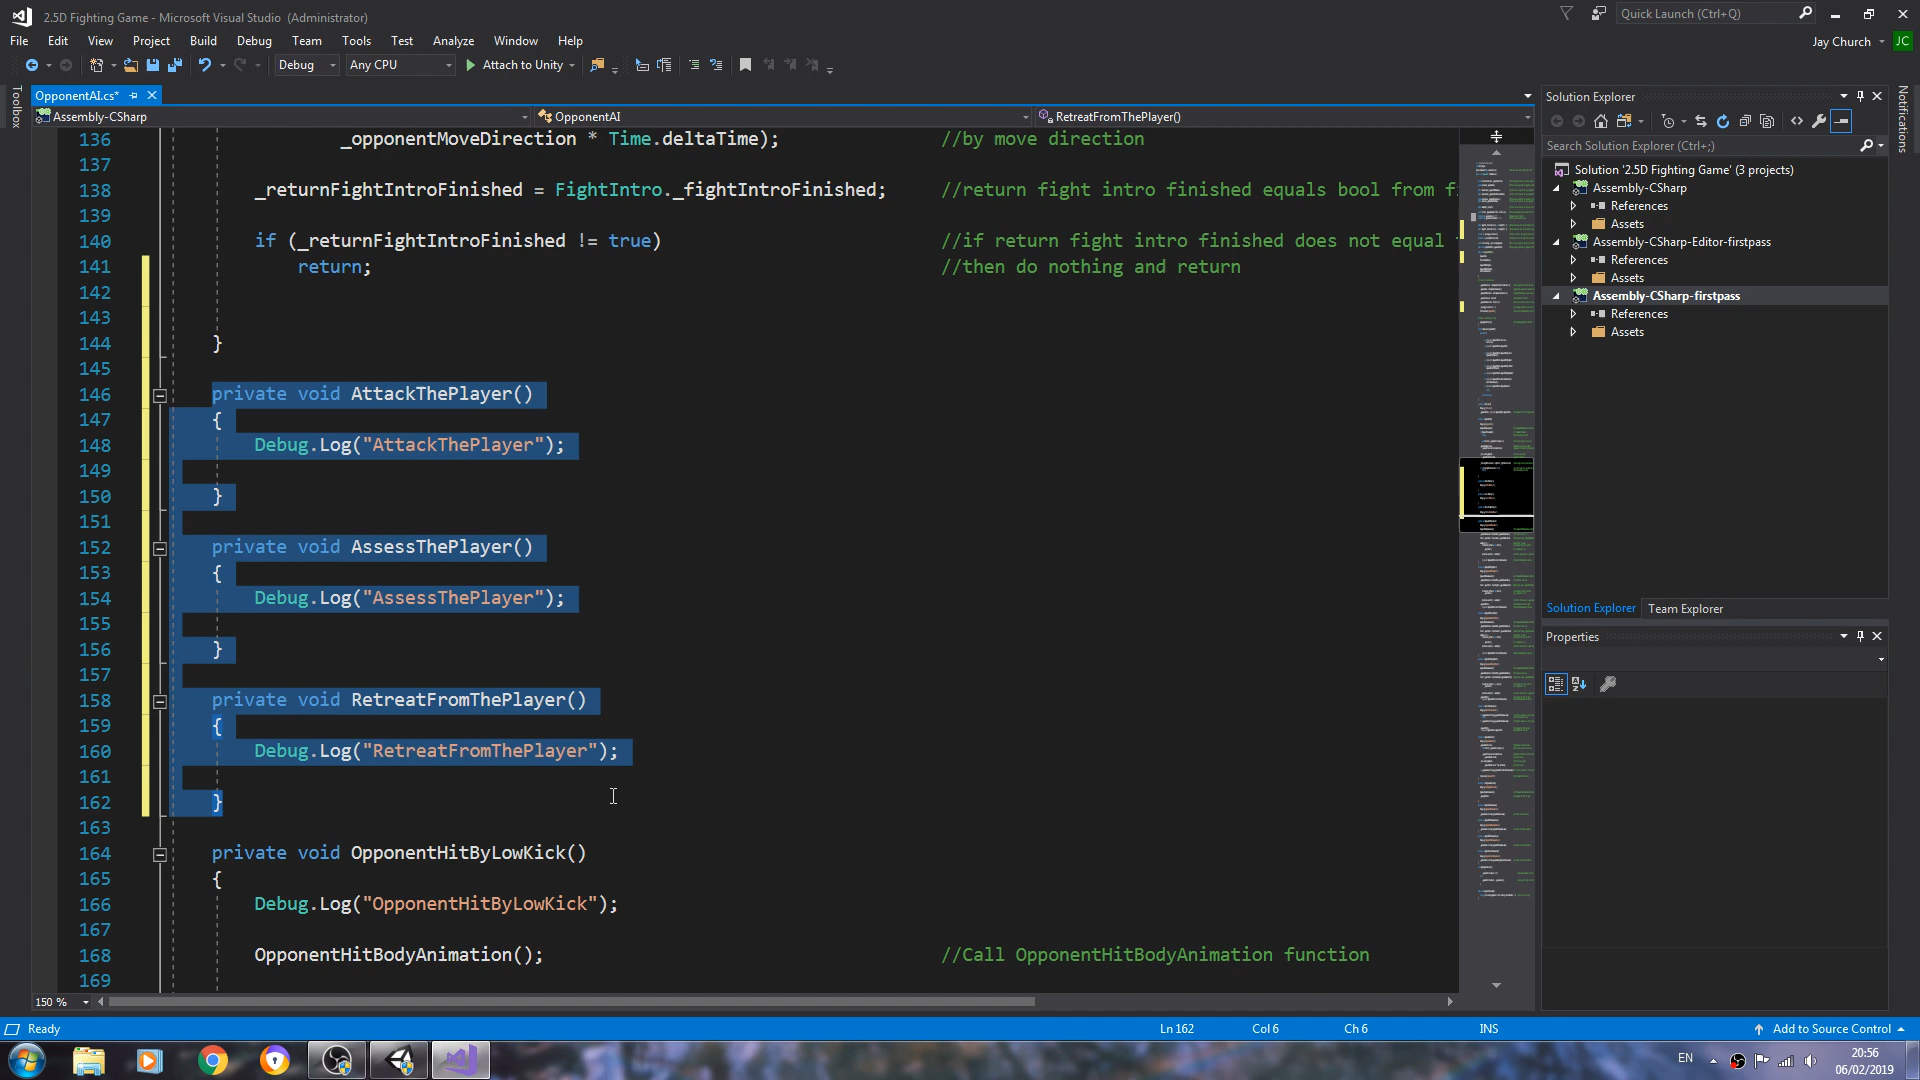 2.5D Fighting Game - Microsoft Visual Studio (Administrator)
Quick Launch (Ctrl+Q)
File Edit View Project Build Debug Team Tools Test Analyze Window Help
Jay Church JC
Debug Any CPU Attach to Unity
Toolbox
OpponentAI.cs*
Assembly-CSharp OpponentAI RetreatFromThePlayer()
136 _opponentMoveDirection * Time.deltaTime); //by move direction
137
138 _returnFightIntroFinished = FightIntro._fightIntroFinished; //return fight intro finished equals bool from
139
140 if (_returnFightIntroFinished != true) //if return fight intro finished does not equal
141 return; //then do nothing and return
142
143
144 }
145
146 private void AttackThePlayer()
147 {
148 Debug.Log("AttackThePlayer");
149
150 }
151
152 private void AssessThePlayer()
153 {
154 Debug.Log("AssessThePlayer");
155
156 }
157
158 private void RetreatFromThePlayer()
159 {
160 Debug.Log("RetreatFromThePlayer");
161
162 }
163
164 private void OpponentHitByLowKick()
165 {
166 Debug.Log("OpponentHitByLowKick");
167
168 OpponentHitBodyAnimation(); //Call OpponentHitBodyAnimation function
169
150 %
Solution Explorer
Search Solution Explorer (Ctrl+;)
Solution '2.5D Fighting Game' (3 projects)
Assembly-CSharp
References
Assets
Assembly-CSharp-Editor-firstpass
References
Assets
Assembly-CSharp-firstpass
References
Assets
Solution Explorer Team Explorer
Properties
Notifications
Ready Ln 162 Col 6 Ch 6 INS Add to Source Control
EN
20:56
06/02/2019